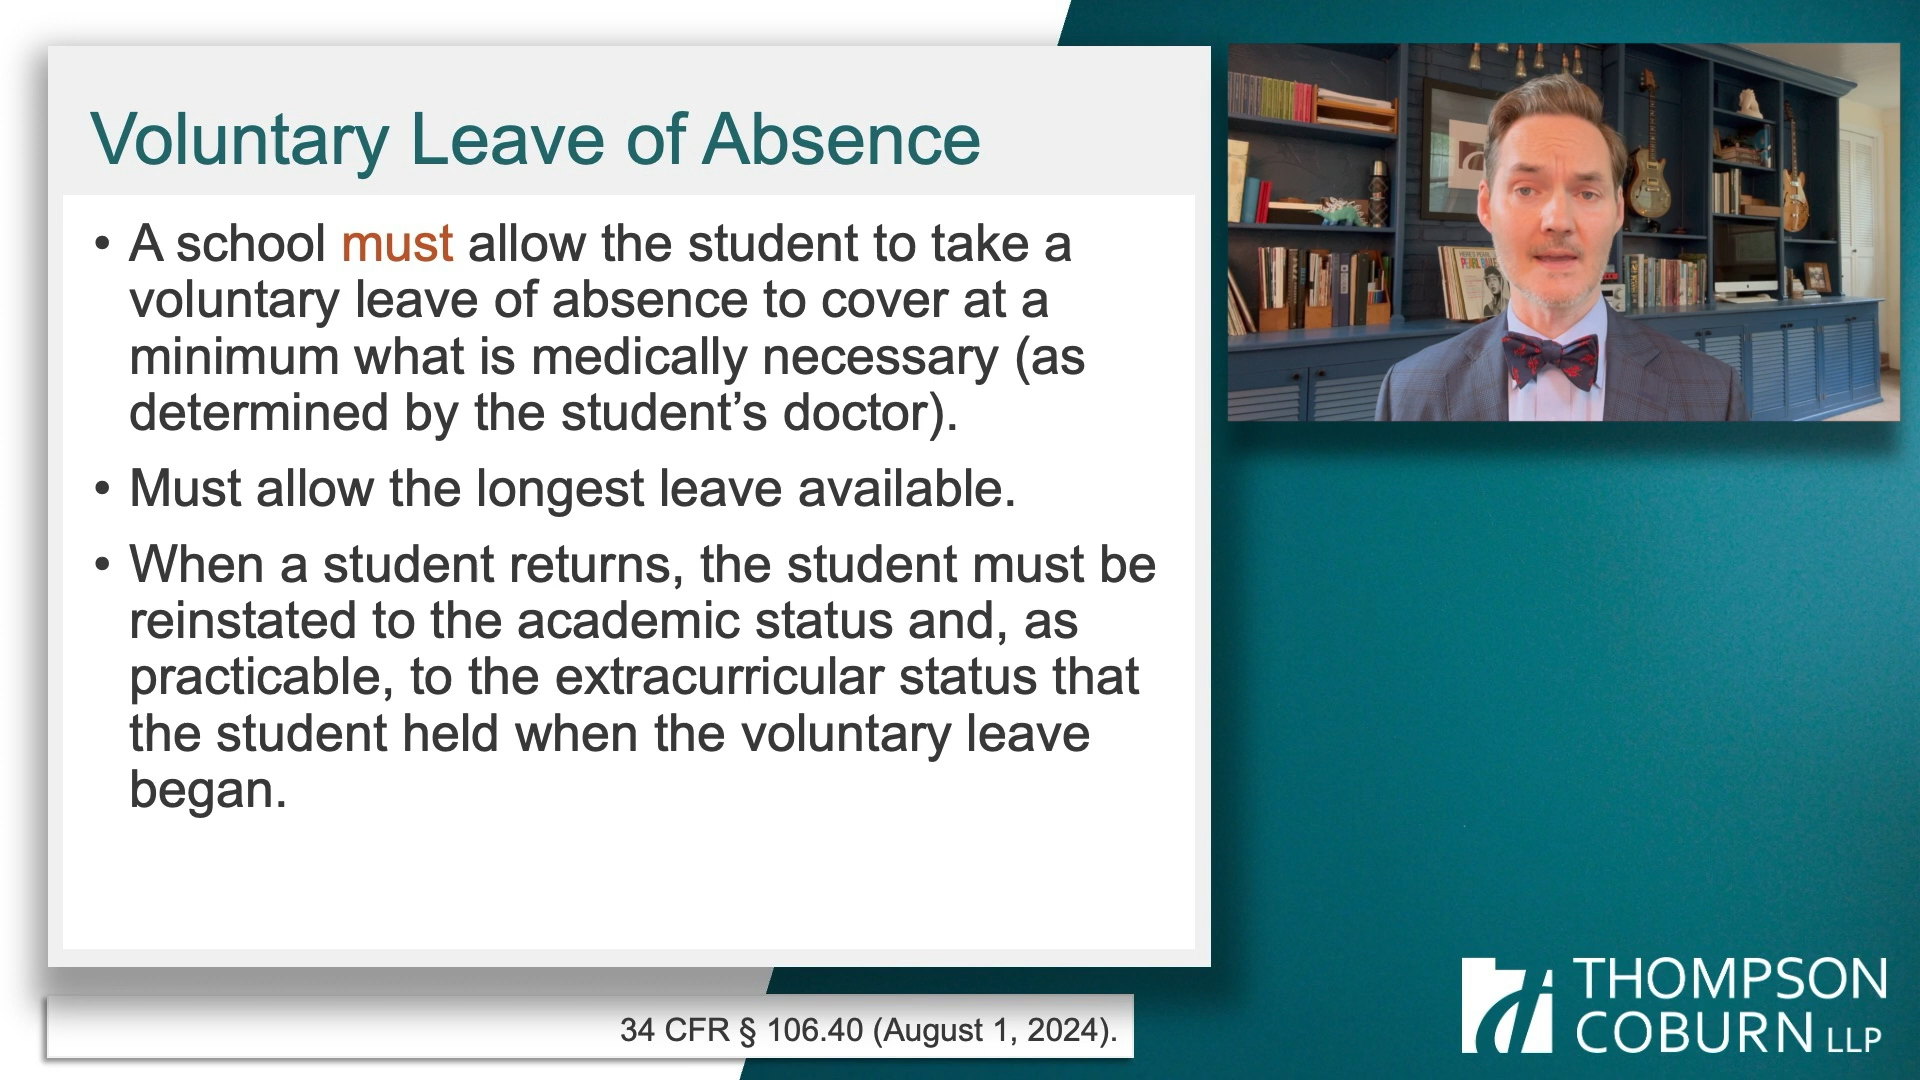 Voluntary Leave of Absence
• A school must allow the student to take a
voluntary leave of absence to cover at a
minimum what is medically necessary (as
determined by the student’s doctor).
• Must allow the longest leave available.
• When a student returns, the student must be
reinstated to the academic status and, as
practicable, to the extracurricular status that
the student held when the voluntary leave
began.
34 CFR § 106.40 (August 1, 2024).
THOMPSON
COBURN LLP